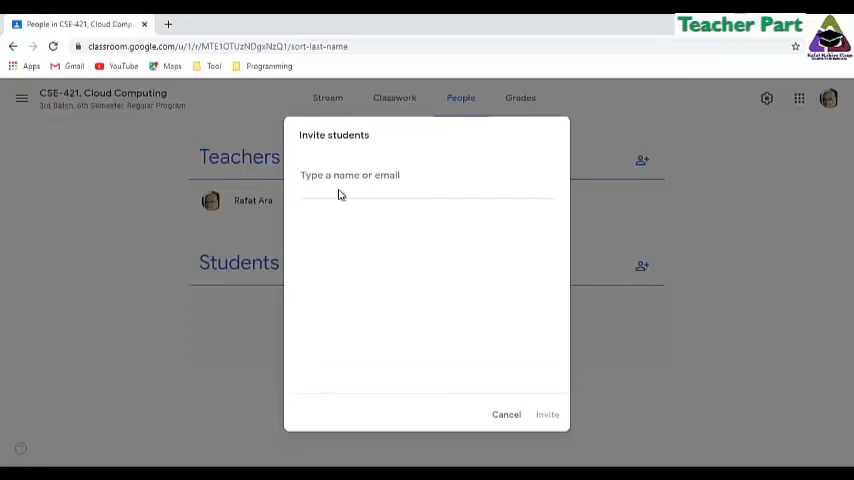 People in CSE-421, Cloud Comp
Teacher Part
classroom.google.com/u/1/r/MTE1OTUzNDgxNzQ1/sort-last-name
Apps Gmail YouTube Maps Tool Programming
CSE-421, Cloud Computing
3rd Batch, 6th Semester, Regular Program
Stream Classwork People Grades
Invite students
Teachers
Type a name or email
Rafat Ara
Students
Cancel Invite